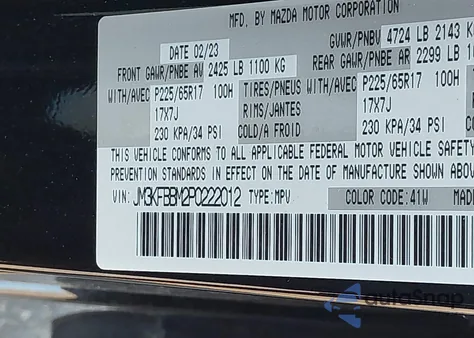 MFD. BY MAZDA MOTOR CORPORATION
DATE 02/23
GVWR/PNBV 4724 LB 2143 KG
FRONT GAWR/PNBE AV 2425 LB 1100 KG
REAR GAWR/PNBE AR 2299 LB
WITH/AVEC P225/65R17 100H TIRES/PNEUS WITH/AVEC P225/65R17 100H
17X7J RIMS/JANTES 17X7J
230 KPA/34 PSI COLD/A FROID 230 KPA/34 PSI
THIS VEHICLE CONFORMS TO ALL APPLICABLE FEDERAL MOTOR VEHICLE SAFETY
PREVENTION STANDARDS IN EFFECT ON THE DATE OF MANUFACTURE SHOWN ABOV
VIN: JM3KFBBM2P0222012 TYPE:MPV COLOR CODE:41W MADE
autoSnap